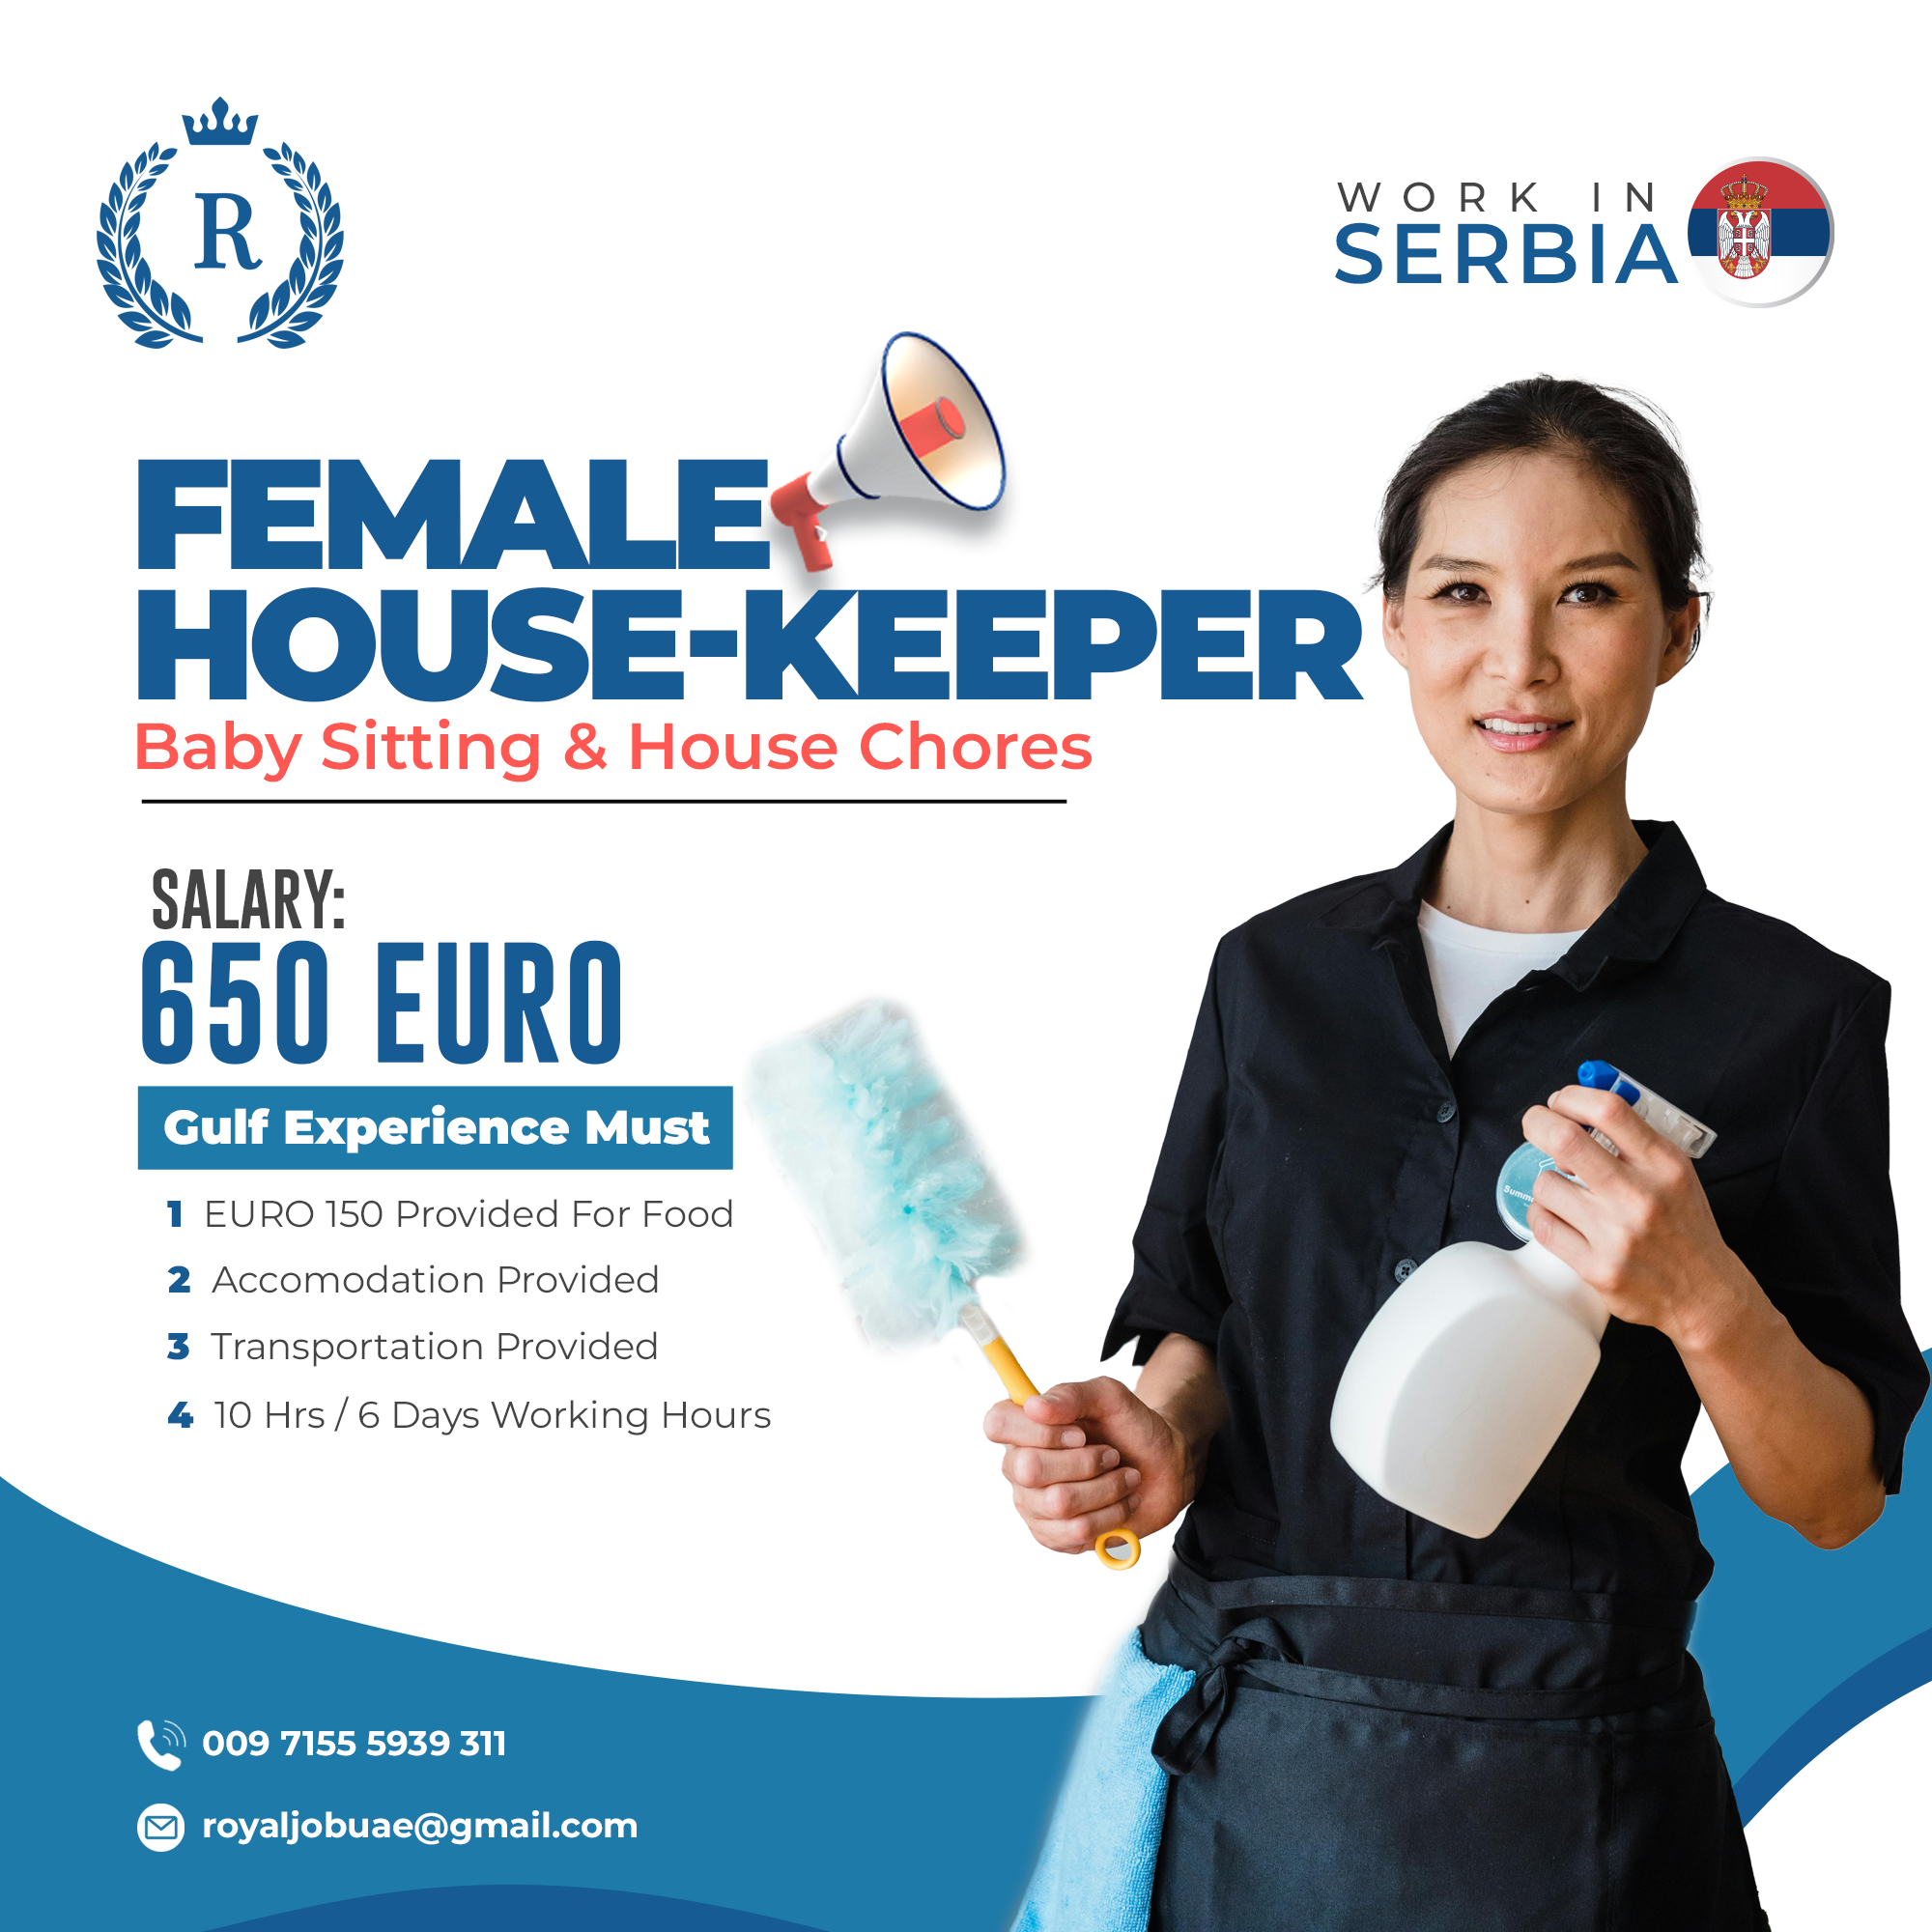 R
WORK IN
SERBIA
FEMALE
HOUSE-KEEPER
Baby Sitting & House Chores
SALARY:
650 EURO
Gulf Experience Must
1 EURO 150 Provided For Food
2 Accomodation Provided
3 Transportation Provided
4 10 Hrs / 6 Days Working Hours
009 7155 5939 311
royaljobuae@gmail.com